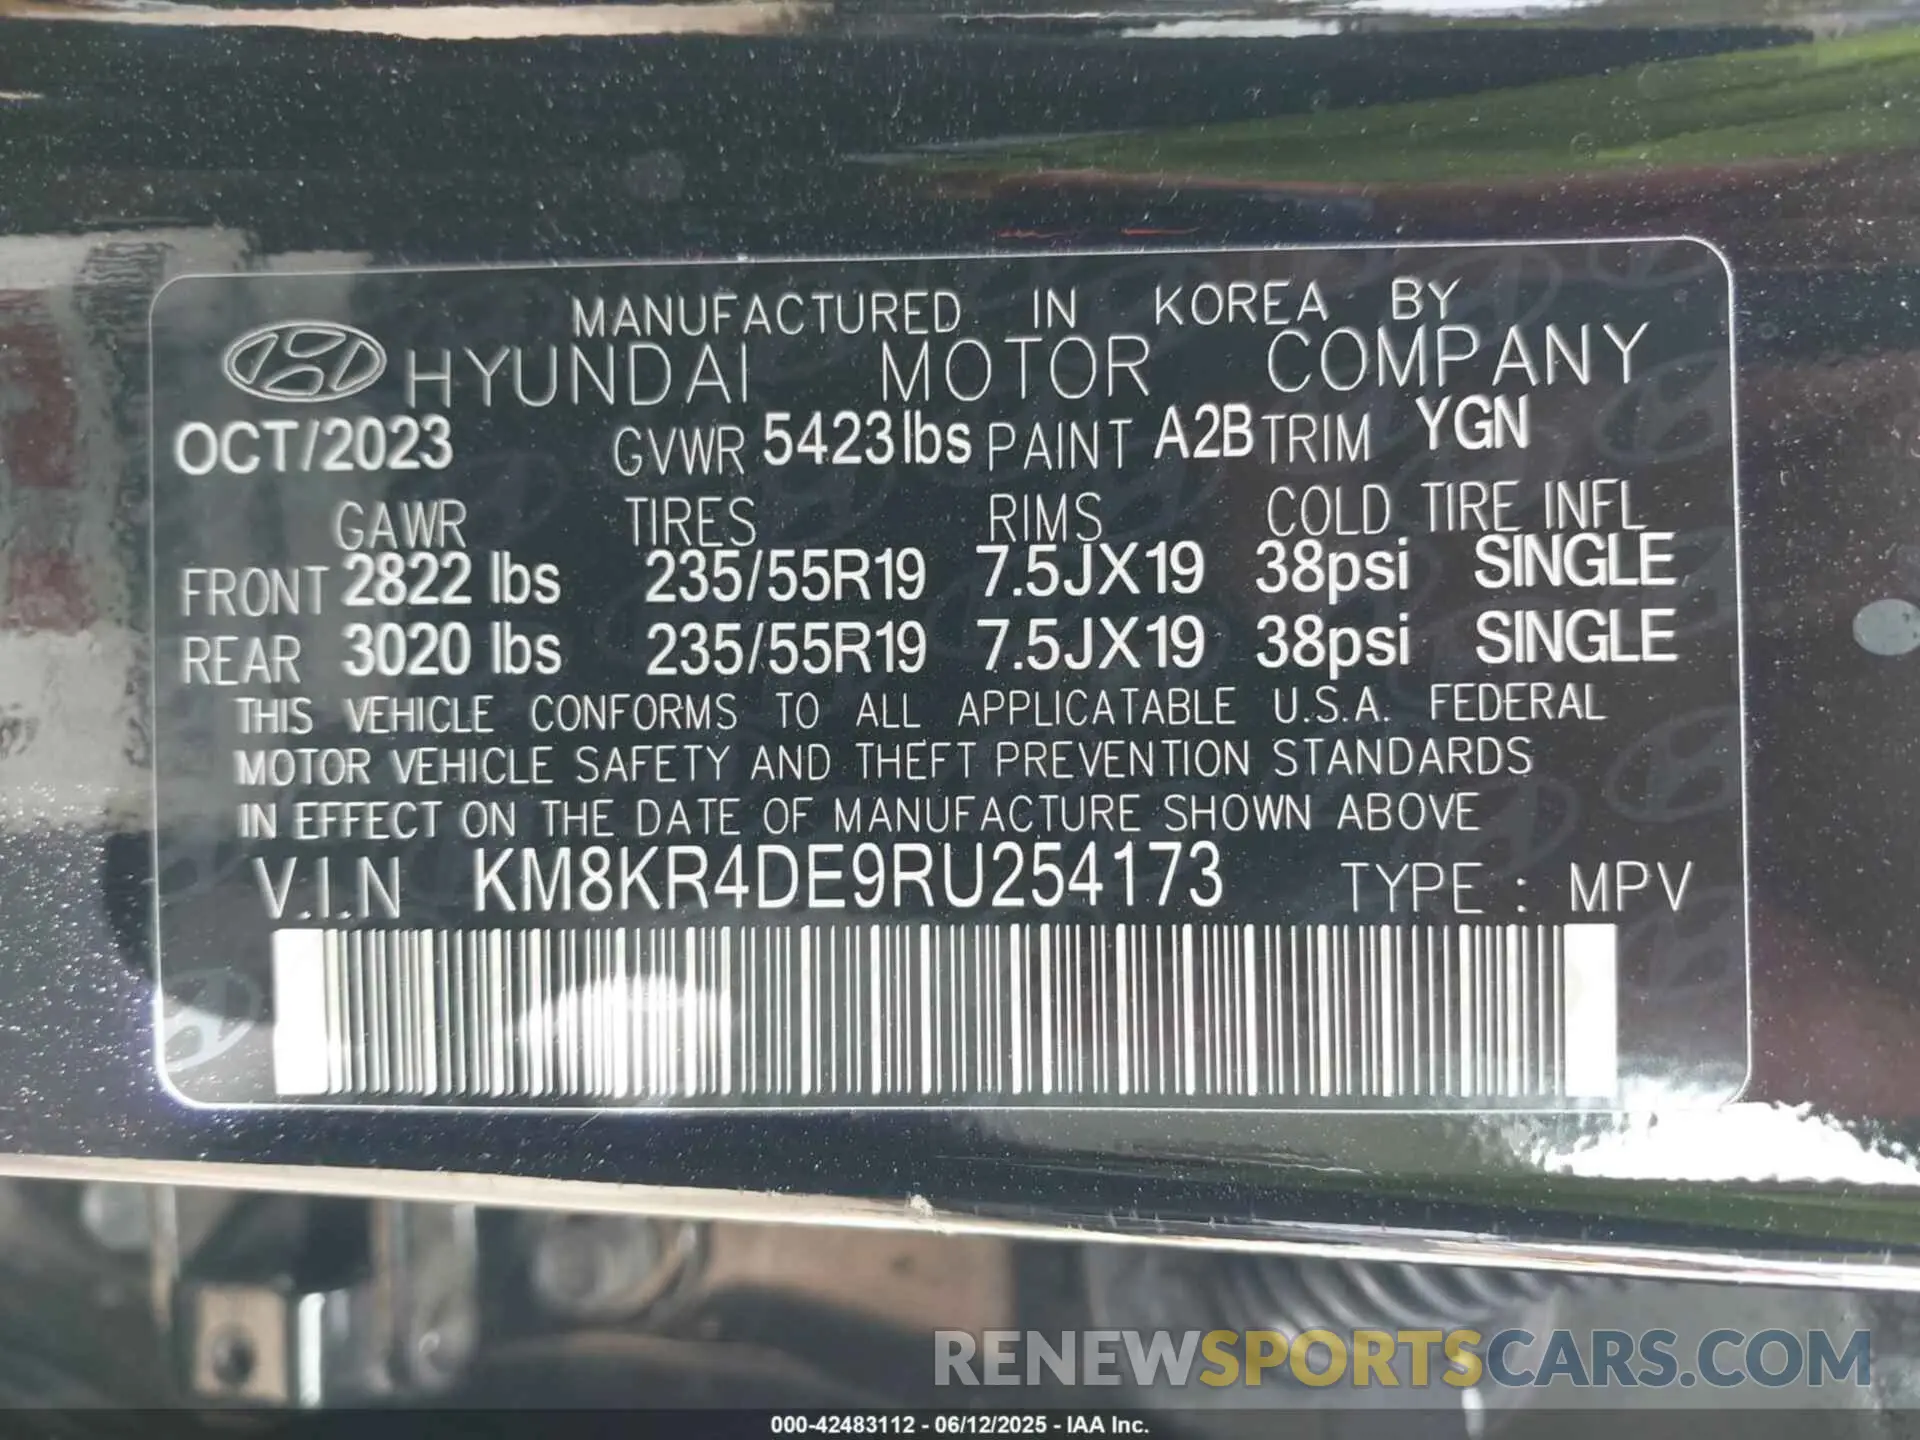 MANUFACTURED IN KOREA BY
HYUNDAI MOTOR COMPANY
OCT/2023 GVWR 5423lbs PAINT A2B TRIM YGN
GAWR TIRES RIMS COLD TIRE INFL
FRONT 2822 lbs 235/55R19 7.5JX19 38psi SINGLE
REAR 3020 lbs 235/55R19 7.5JX19 38psi SINGLE
THIS VEHICLE CONFORMS TO ALL APPLICATABLE U.S.A. FEDERAL
MOTOR VEHICLE SAFETY AND THEFT PREVENTION STANDARDS
IN EFFECT ON THE DATE OF MANUFACTURE SHOWN ABOVE
V.I.N KM8KR4DE9RU254173 TYPE : MPV
RENEWSPORTSCARS.COM
000-42483112 - 06/12/2025 - IAA Inc.